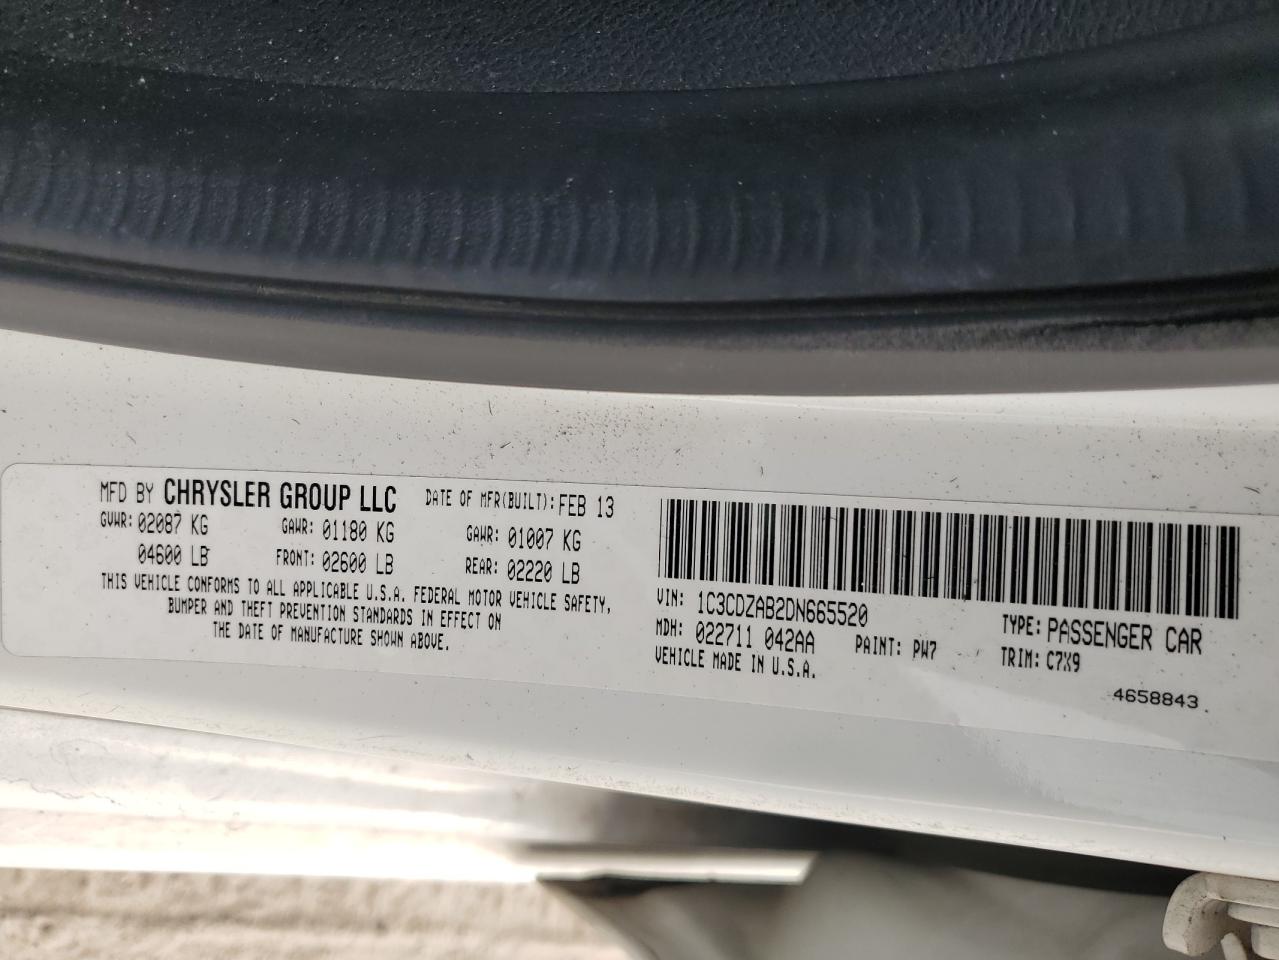 MFD BY CHRYSLER GROUP LLC DATE OF MFR(BUILT): FEB 13
GVWR: 02087 KG GAWR: 01180 KG GAWR: 01007 KG
04600 LB FRONT: 02600 LB REAR: 02220 LB
THIS VEHICLE CONFORMS TO ALL APPLICABLE U.S.A. FEDERAL MOTOR VEHICLE SAFETY,
BUMPER AND THEFT PREVENTION STANDARDS IN EFFECT ON
THE DATE OF MANUFACTURE SHOWN ABOVE.
VIN: 1C3CDZAB2DN665520 TYPE: PASSENGER CAR
MDH: 022711 042AA PAINT: PW7 TRIM: C7X9
VEHICLE MADE IN U.S.A.
4658843